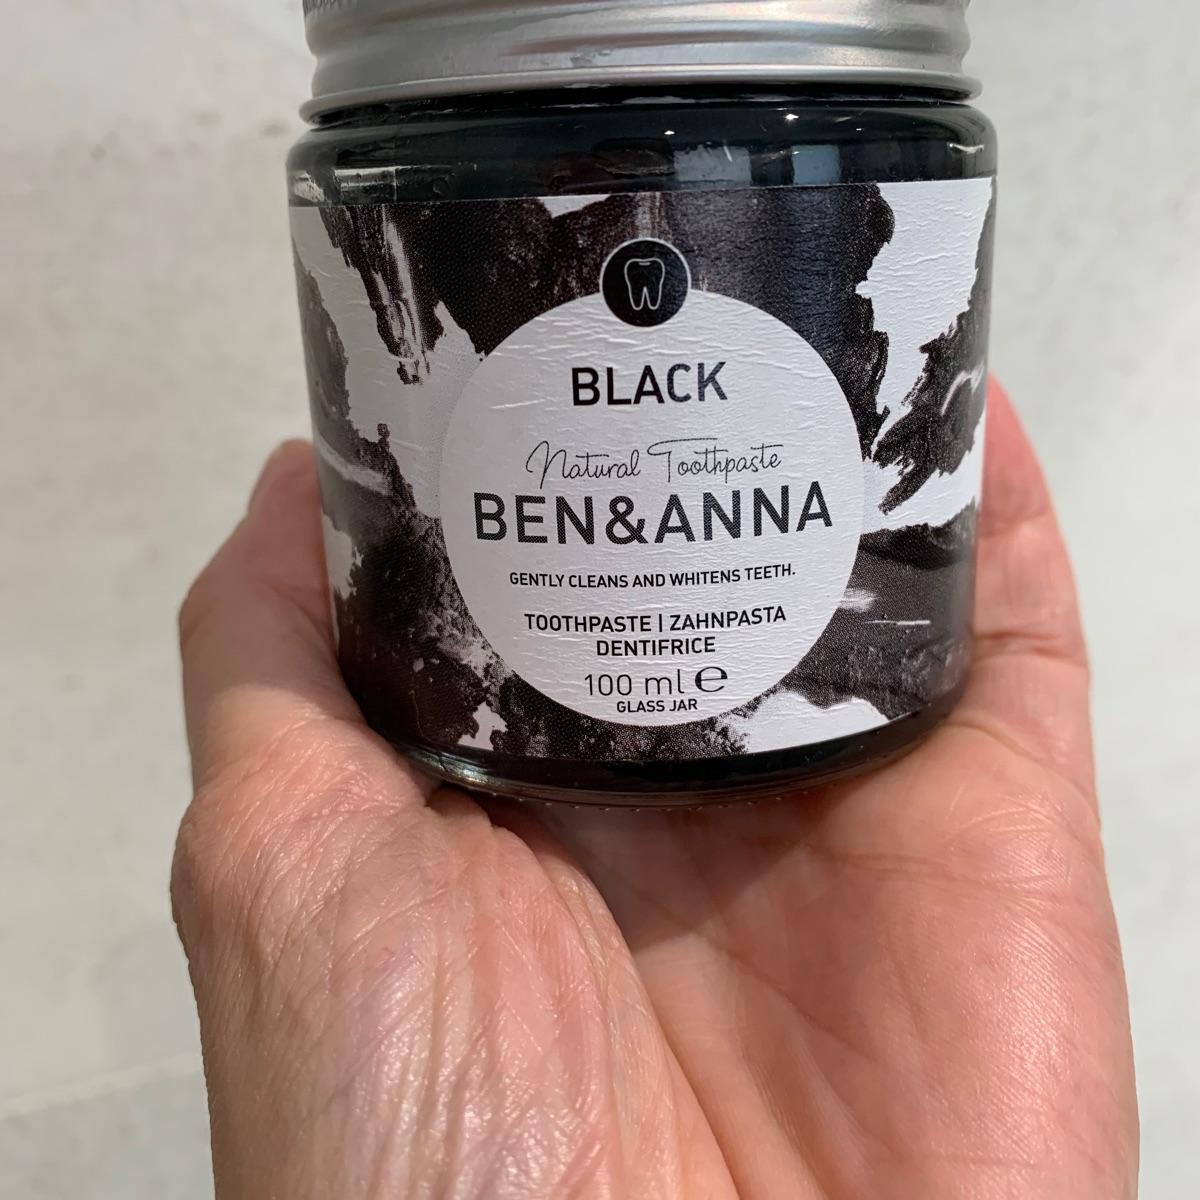 BLACK
Natural Toothpaste
BEN&ANNA
GENTLY CLEANS AND WHITENS TEETH.
TOOTHPASTE | ZAHNPASTA
DENTIFRICE
100 ml ℮
GLASS JAR